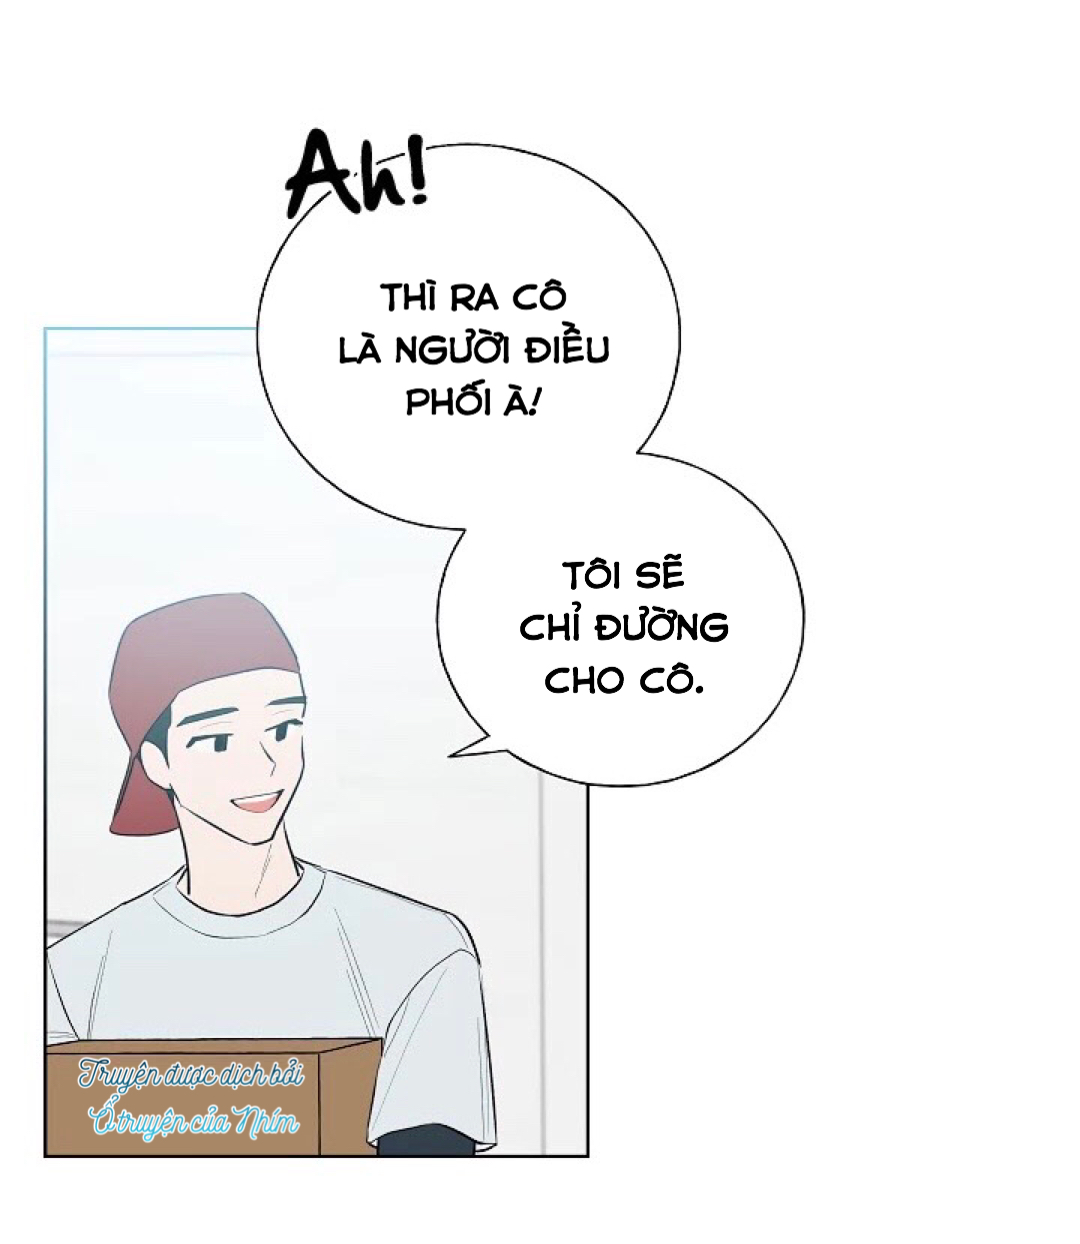 Ah!
THÌ RA CÔ
LÀ NGƯỜI ĐIỀU
PHỐI À!
TÔI SẼ
CHỈ ĐƯỜNG
CHO CÔ.
Truyện được dịch bởi
Ổ truyện của Nhím